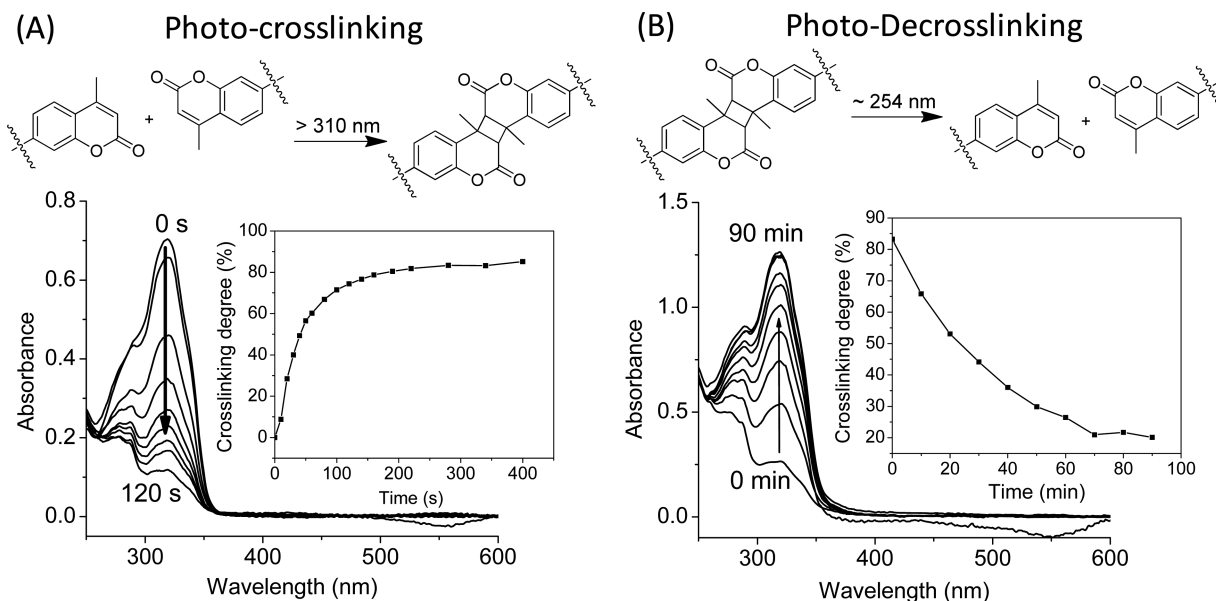 (A) Photo-crosslinking
O
O
+
O
O
> 310 nm
O
O
O
O
0.8
0.6
0.4
0.2
0.0
Absorbance
0 s
120 s
300 400 500 600
Wavelength (nm)
100
80
60
40
20
0
Crosslinking degree (%)
0 100 200 300 400
Time (s)
(B) Photo-Decrosslinking
O
O
O
O
~ 254 nm
O
O
+
O
O
1.5
1.0
0.5
0.0
Absorbance
90 min
0 min
300 400 500 600
Wavelength (nm)
90
80
70
60
50
40
30
20
Crosslinking degree (%)
0 20 40 60 80 100
Time (min)